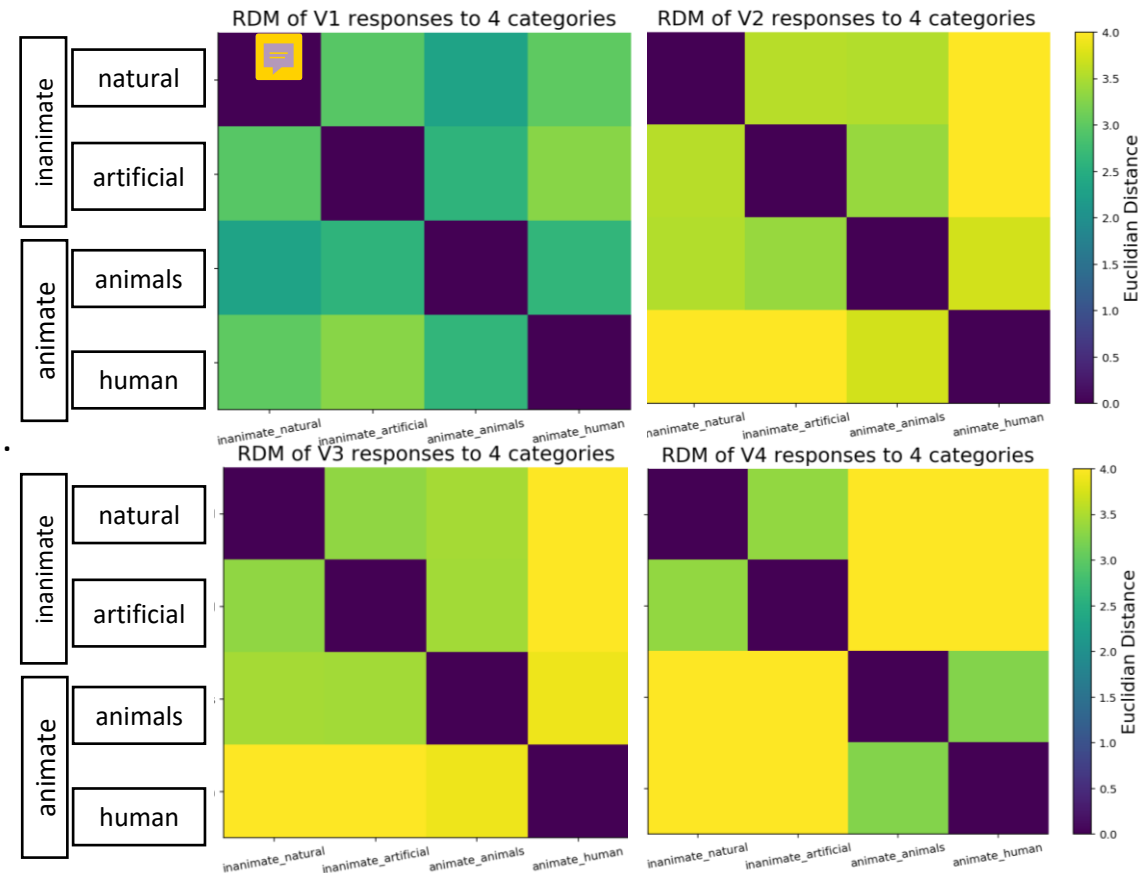 RDM of V1 responses to 4 categories
RDM of V2 responses to 4 categories
inanimate
natural
artificial
animate
animals
human
4.0
3.5
3.0
2.5
2.0
1.5
1.0
0.5
0.0
Euclidian Distance
inanimate_natural
inanimate_artificial
animate_animals
animate_human
nanimate_natural
inanimate_artificial
animate_animals
animate_human
.
RDM of V3 responses to 4 categories
RDM of V4 responses to 4 categories
inanimate
natural
artificial
animate
animals
human
4.0
3.5
3.0
2.5
2.0
1.5
1.0
0.5
0.0
Euclidian Distance
inanimate_natural
inanimate_artificial
animate_animals
animate_human
inanimate_natural
inanimate_artificial
animate_animals
animate_human